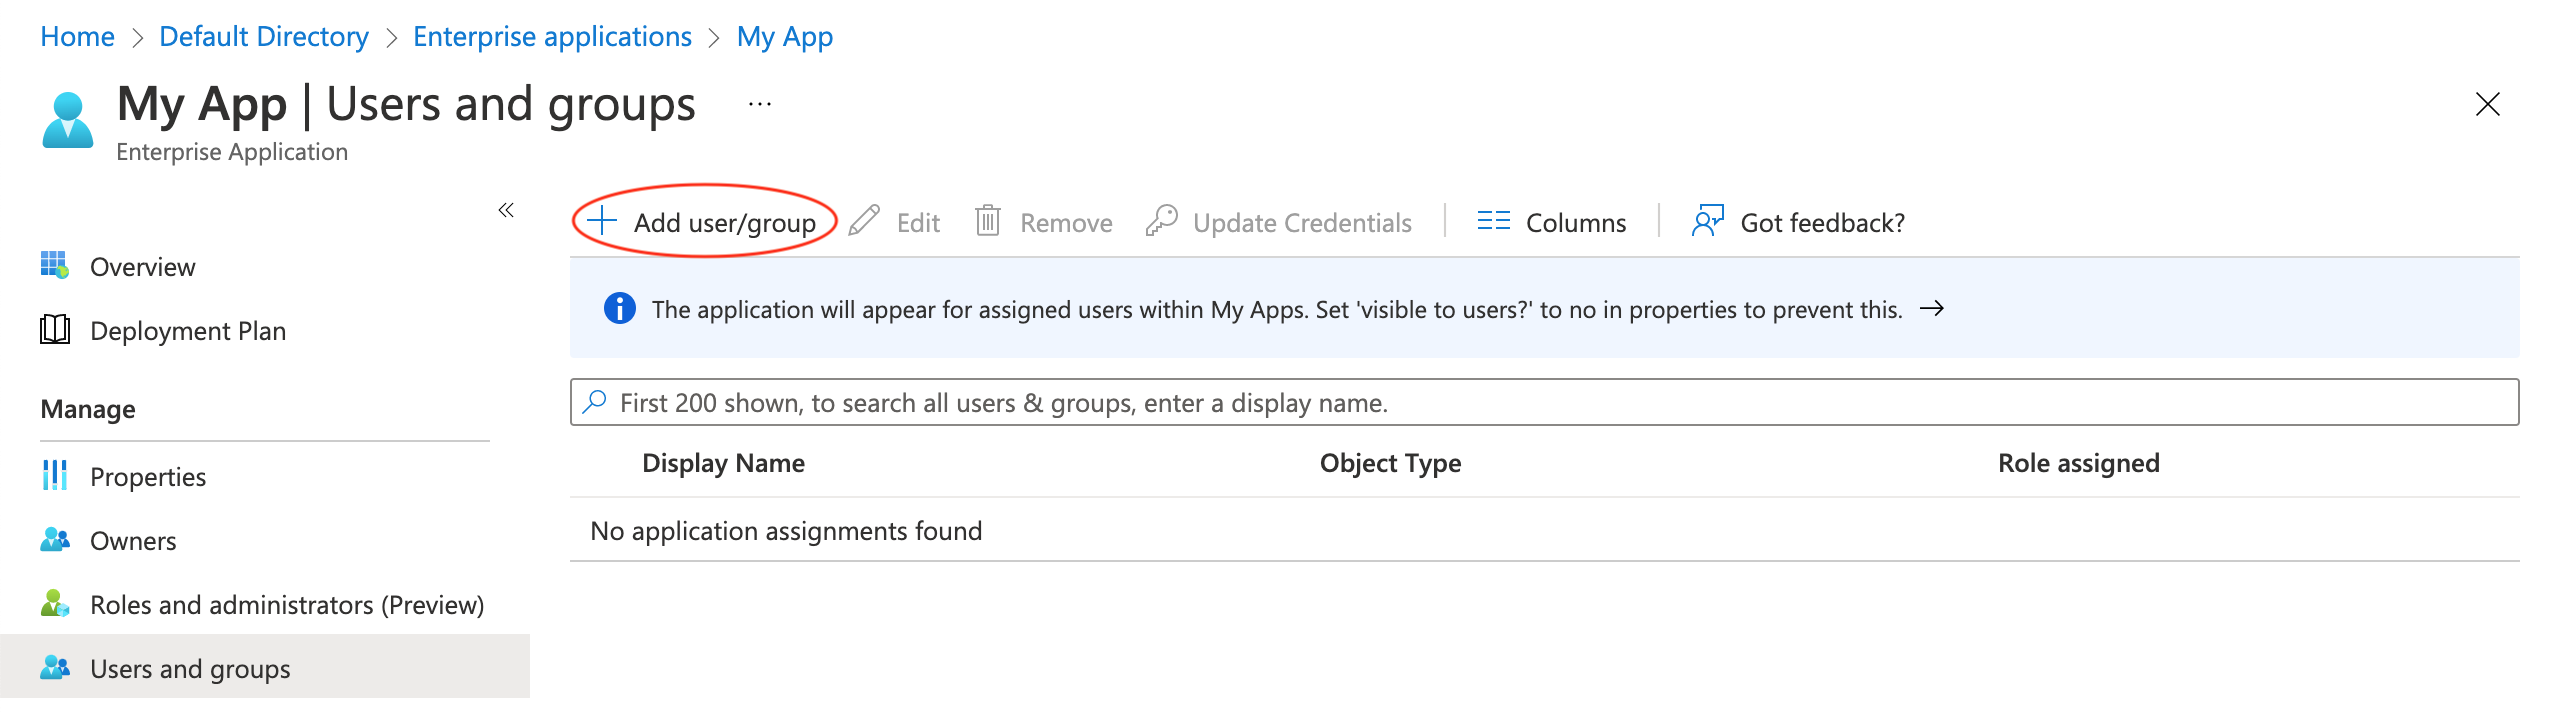 Home > Default Directory > Enterprise applications > My App
My App | Users and groups ...
Enterprise Application
«
Overview
Deployment Plan
Manage
Properties
Owners
Roles and administrators (Preview)
Users and groups
Add user/group Edit Remove Update Credentials Columns Got feedback?
The application will appear for assigned users within My Apps. Set 'visible to users?' to no in properties to prevent this. →
First 200 shown, to search all users & groups, enter a display name.
Display Name Object Type Role assigned
No application assignments found